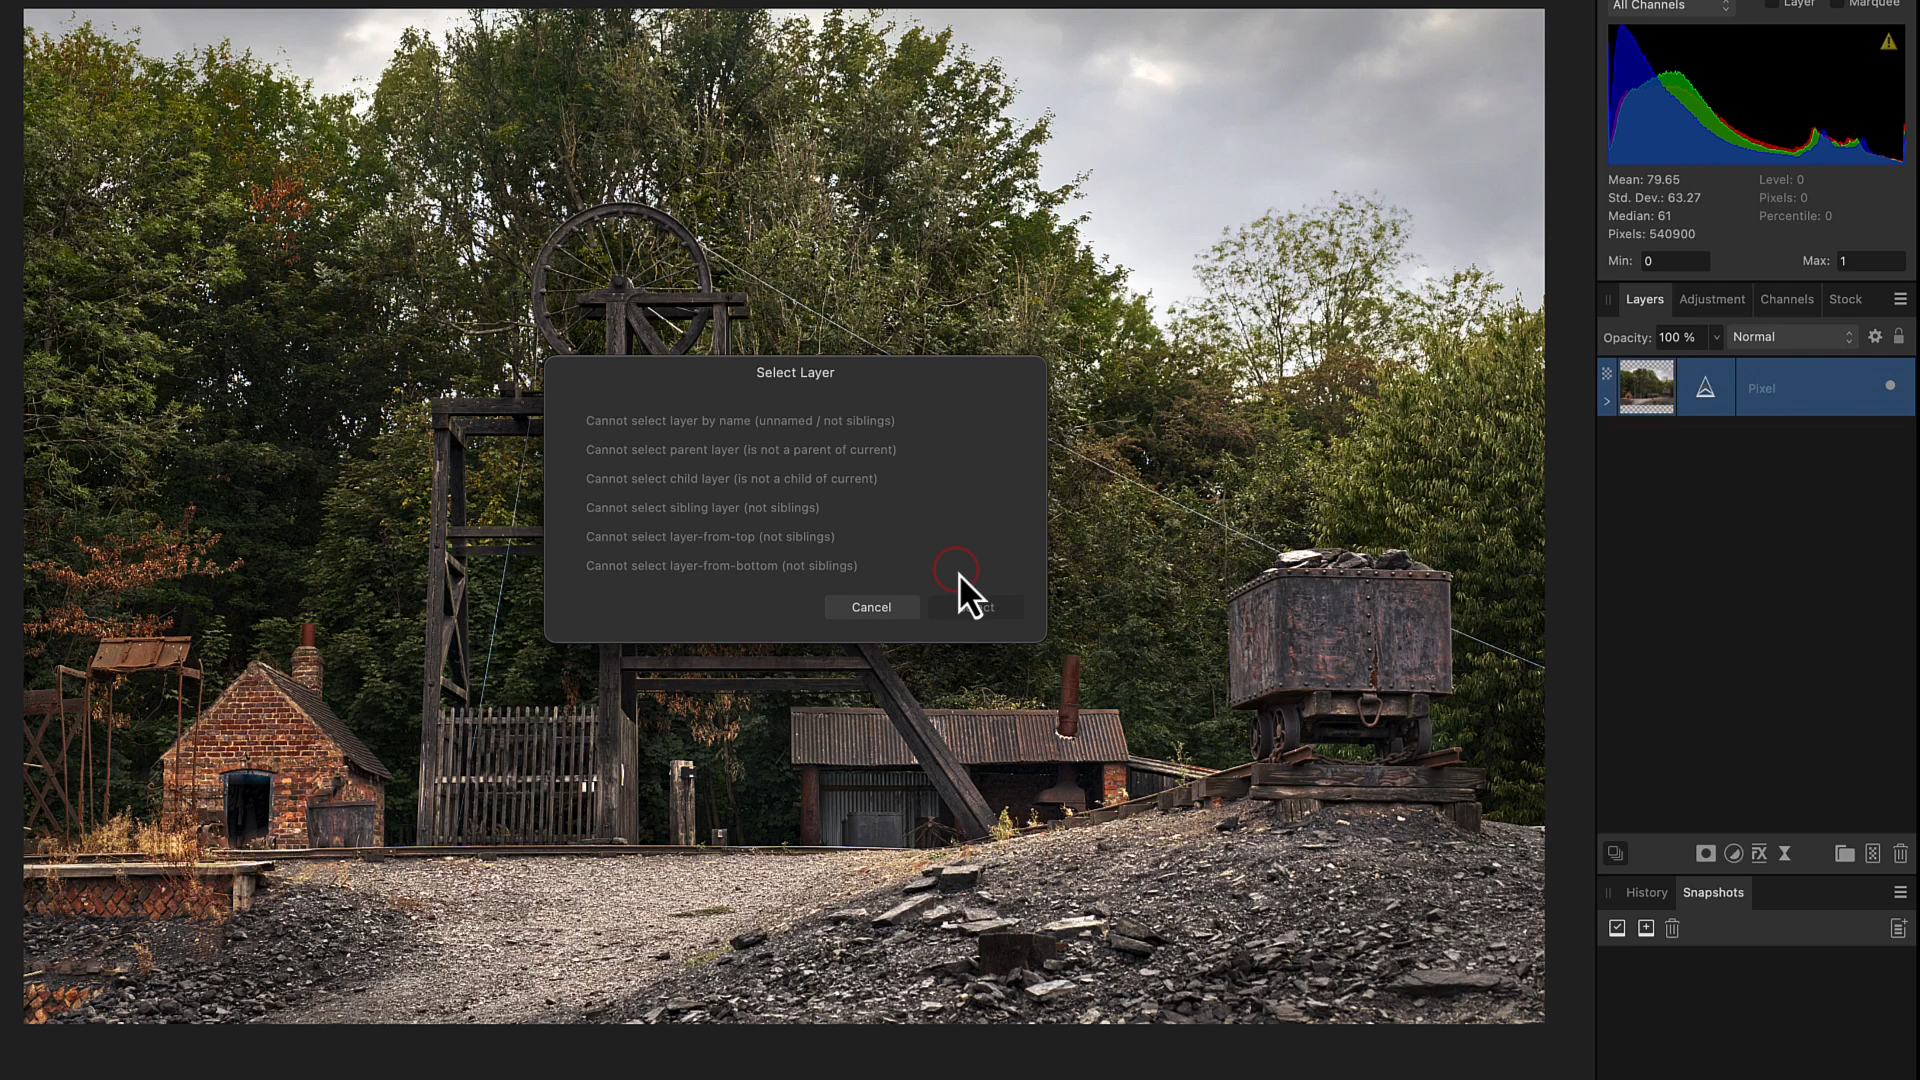 All Channels
Layer
Marquee
Mean: 79.65
Level: 0
Std. Dev.: 63.27
Pixels: 0
Median: 61
Percentile: 0
Pixels: 540900
Min: 0
Max: 1
Layers
Adjustment
Channels
Stock
Opacity: 100 %
Normal
Pixel
Select Layer
Cannot select layer by name (unnamed / not siblings)
Cannot select parent layer (is not a parent of current)
Cannot select child layer (is not a child of current)
Cannot select sibling layer (not siblings)
Cannot select layer-from-top (not siblings)
Cannot select layer-from-bottom (not siblings)
Cancel
History
Snapshots